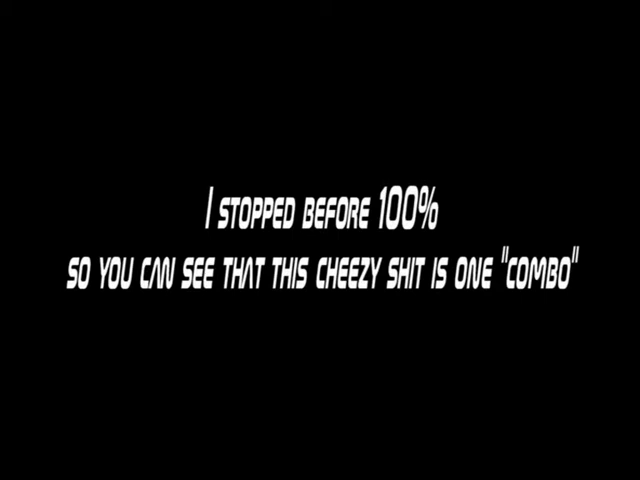 I STOPPED BEFORE 100%
SO YOU CAN SEE THAT THIS CHEEZY SHIT IS ONE "COMBO"